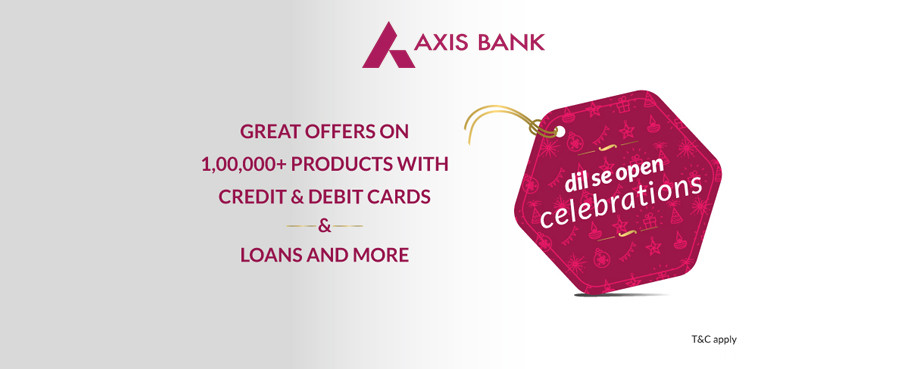 AXIS BANK
GREAT OFFERS ON
1,00,000+ PRODUCTS WITH
CREDIT & DEBIT CARDS
&
LOANS AND MORE
dil se open
celebrations
T&C apply